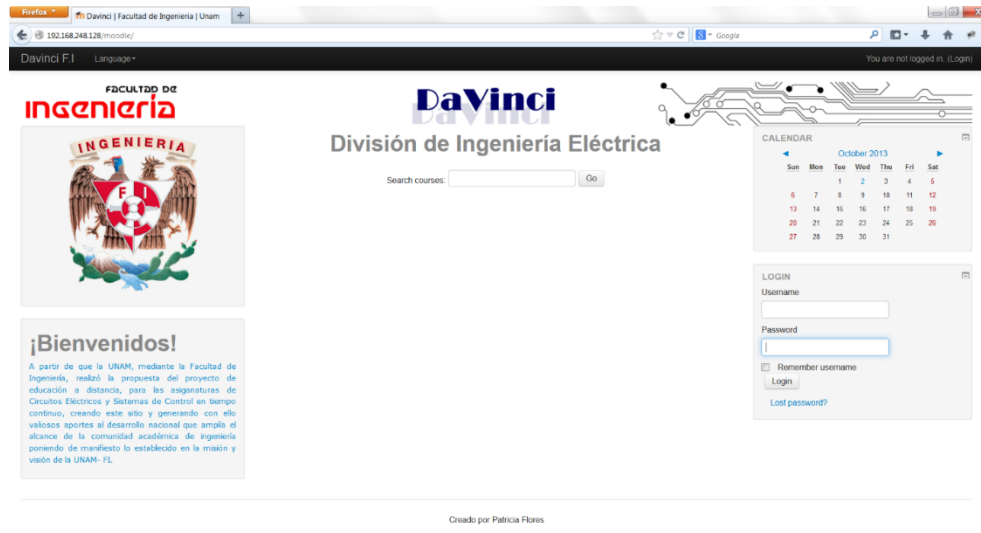 Firefox
Davinci | Facultad de Ingenieria | Unam
192.168.248.128/moodle/
Google
Davinci F.I
Language
You are not logged in. (Login)
FACULTAD DE
INGENIERÍA
DaVinci
INGENIERIA
F I
División de Ingeniería Eléctrica
Search courses:
Go
CALENDAR
October 2013
Sun Mon Tue Wed Thu Fri Sat
1 2 3 4 5
6 7 8 9 10 11 12
13 14 15 16 17 18 19
20 21 22 23 24 25 26
27 28 29 30 31
LOGIN
Username
Password
Remember username
Login
Lost password?
¡Bienvenidos!
A partir de que la UNAM, mediante la Facultad de
Ingeniería, realizó la propuesta del proyecto de
educación a distancia, para las asignaturas de
Circuitos Eléctricos y Sistemas de Control en tiempo
continuo, creando este sitio y generando con ello
valiosos aportes al desarrollo nacional que amplía el
alcance de la comunidad académica de ingeniería
poniendo de manifiesto lo establecido en la misión y
visión de la UNAM- FI.
Creado por Patricia Flores